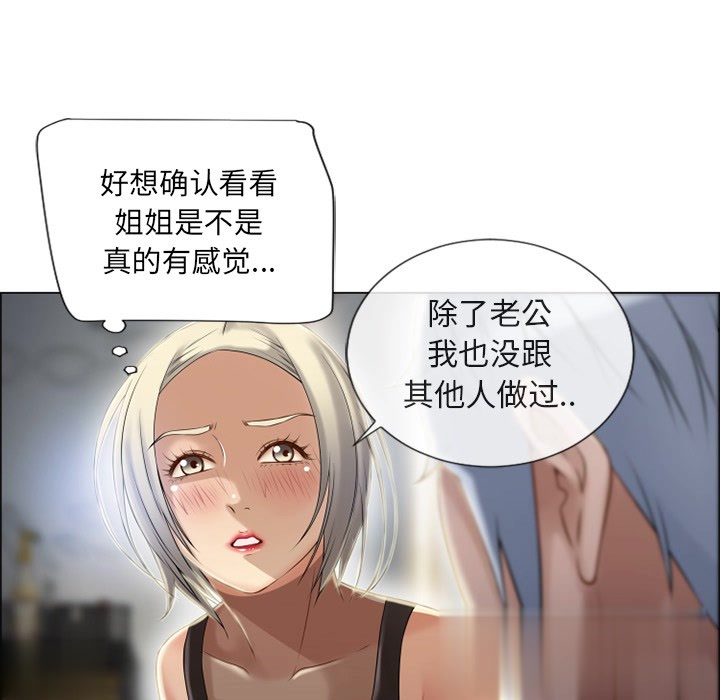 好想确认看看
姐姐是不是
真的有感觉...
除了老公
我也没跟
其他人做过..